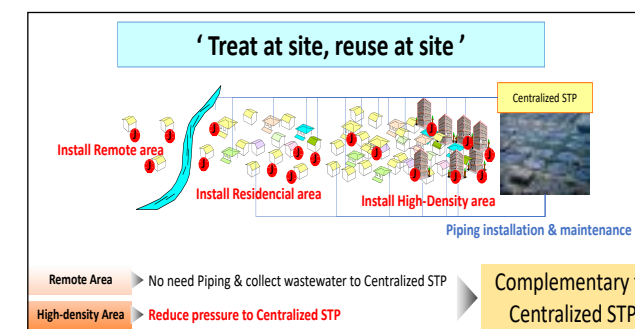 ‘ Treat at site, reuse at site ’
Centralized STP
Install Remote area
Install Residencial area
Install High-Density area
Piping installation & maintenance
Remote Area
No need Piping & collect wastewater to Centralized STP
High-density Area
Reduce pressure to Centralized STP
Complementary
Centralized STP